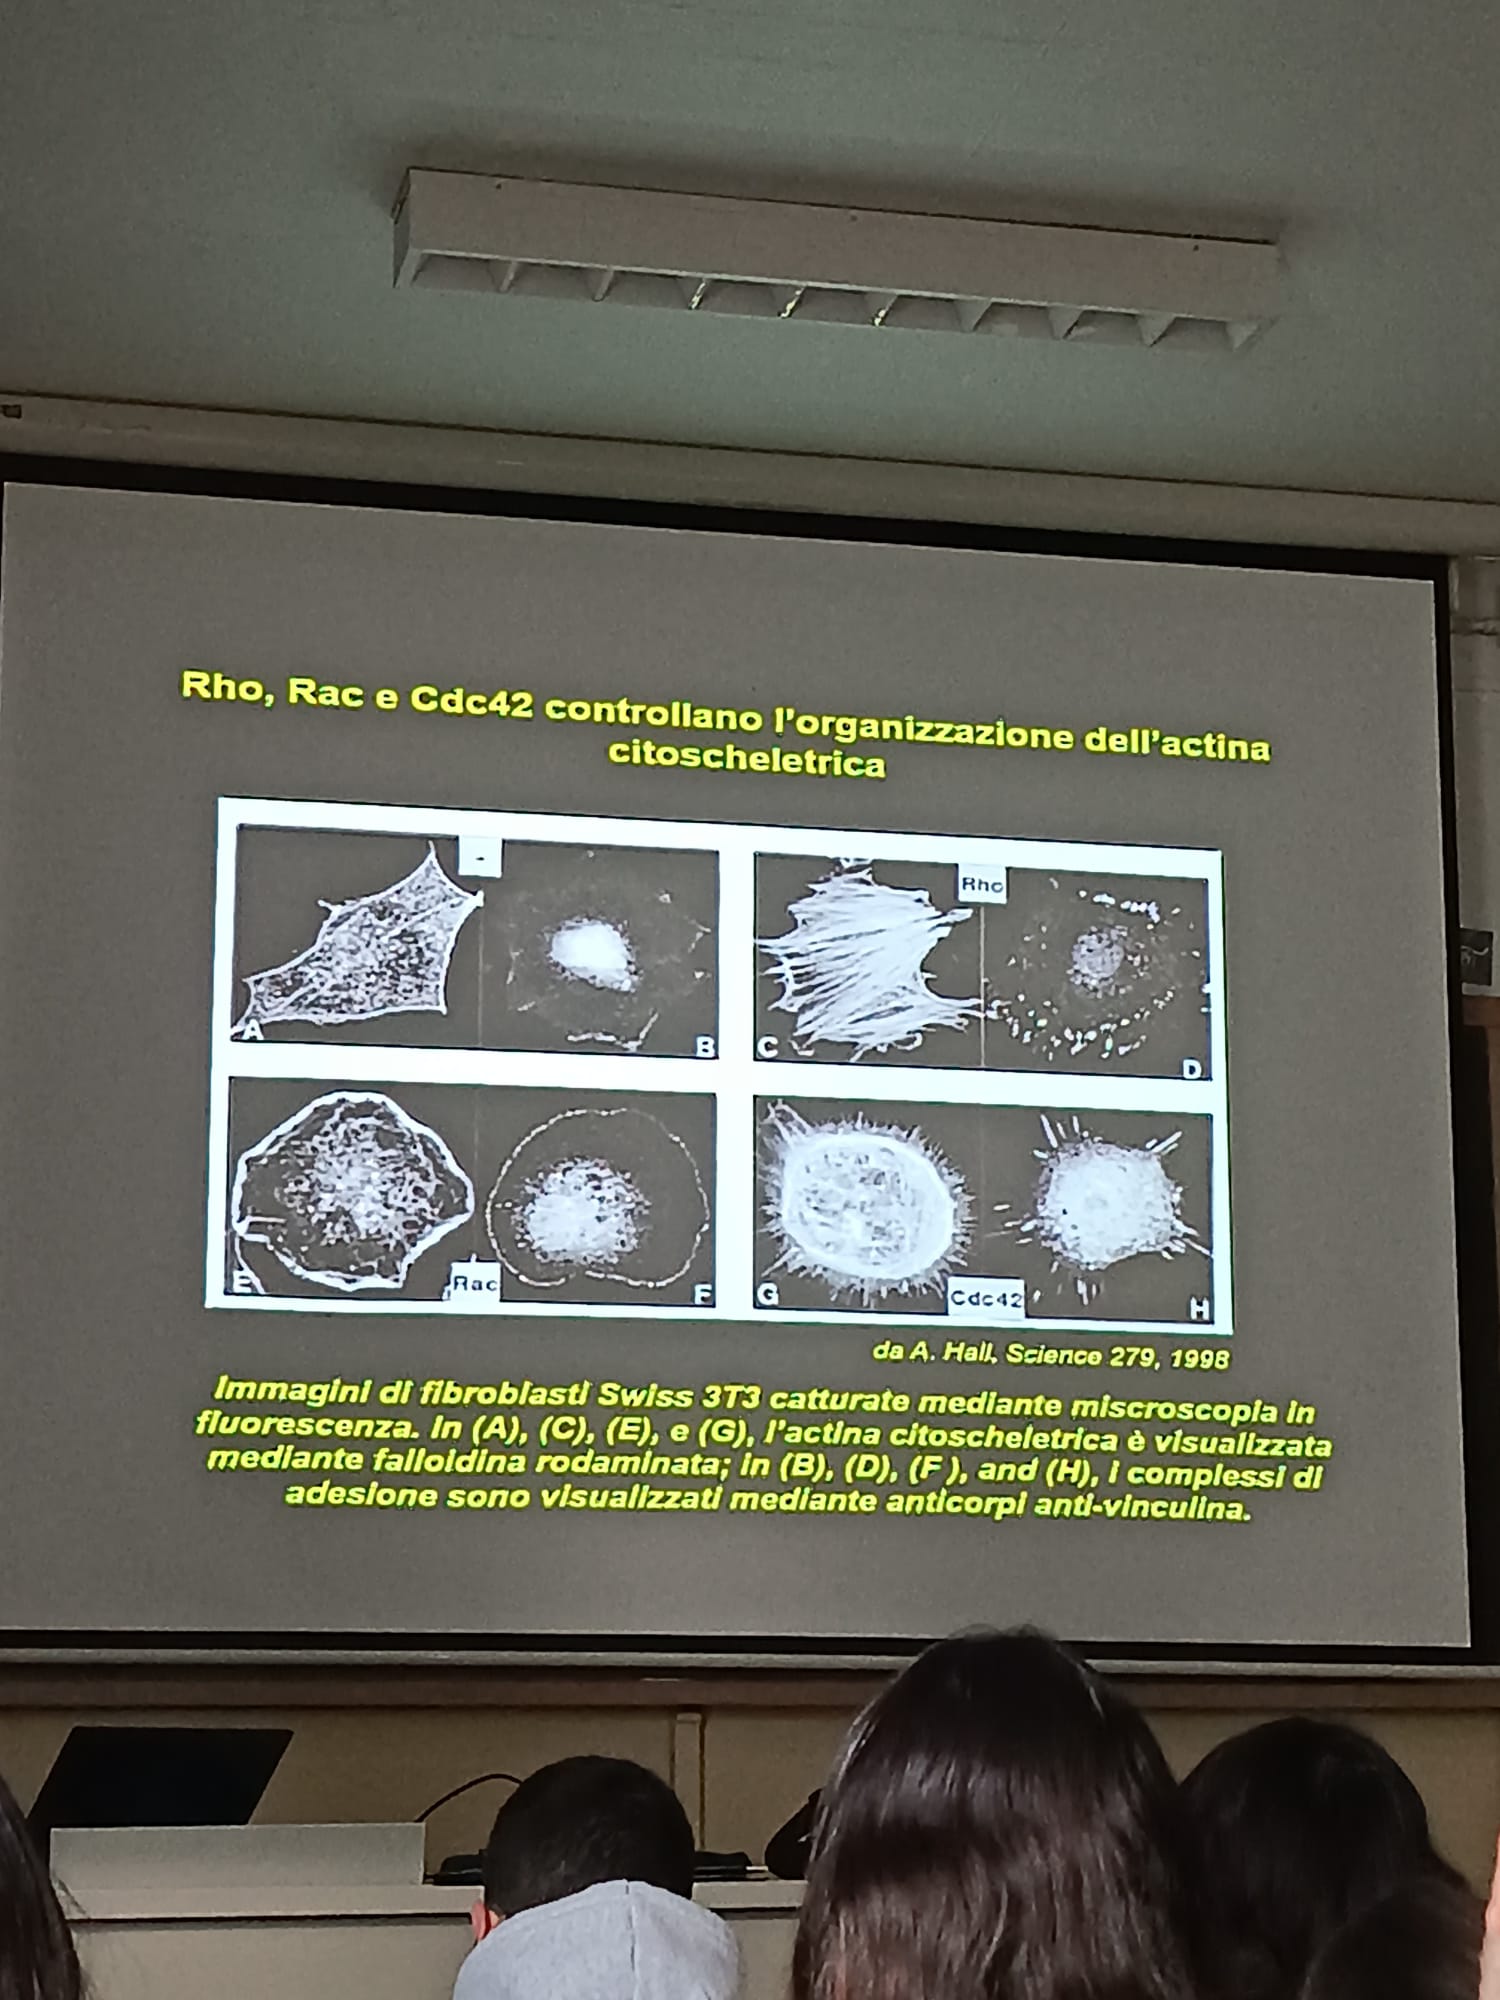 Rho, Rac e Cdc42 controllano l'organizzazione dell'actina
citoscheletrica
-
Rho
A
B
C
D
E
Rac
F
G
Cdc42
H
da A. Hall, Science 279, 1998
Immagini di fibroblasti Swiss 3T3 catturate mediante miscroscopia in
fluorescenza. In (A), (C), (E), e (G), l'actina citoscheletrica è visualizzata
mediante falloidina rodaminata; in (B), (D), (F ), and (H), i complessi di
adesione sono visualizzati mediante anticorpi anti-vinculina.